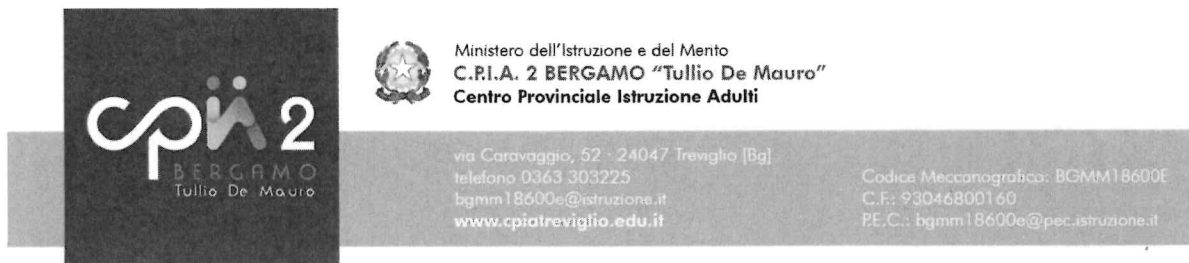 cpia 2
BERGAMO
Tullio De Mauro
Ministero dell'Istruzione e del Merito
C.P.I.A. 2 BERGAMO "Tullio De Mauro"
Centro Provinciale Istruzione Adulti
via Caravaggio, 52 - 24047 Treviglio [Bg]
telefono 0363 303225
bgmm18600e@istruzione.it
www.cpiatreviglio.edu.it
Codice Meccanografico: BGMM18600E
C.F.: 93046800160
P.E.C.: bgmm18600e@pec.istruzione.it